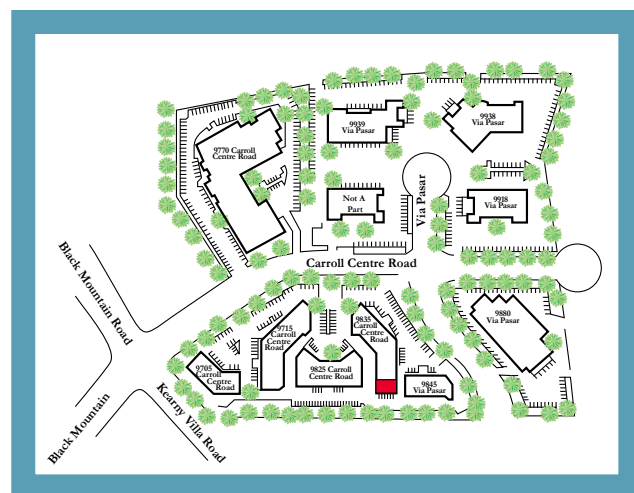 9939
Via Pasar
9938
Via Pasar
9770 Carroll
Centre Road
Not A
Part
Via Pasar
9918
Via Pasar
Carroll Centre Road
Black Mountain Road
9715
Carroll
Centre
Road
9835
Carroll
Centre
Road
9880
Via Pasar
9705
Carroll
Centre
Road
9825 Carroll
Centre Road
9845
Via Pasar
Black Mountain
Kearny Villa Road